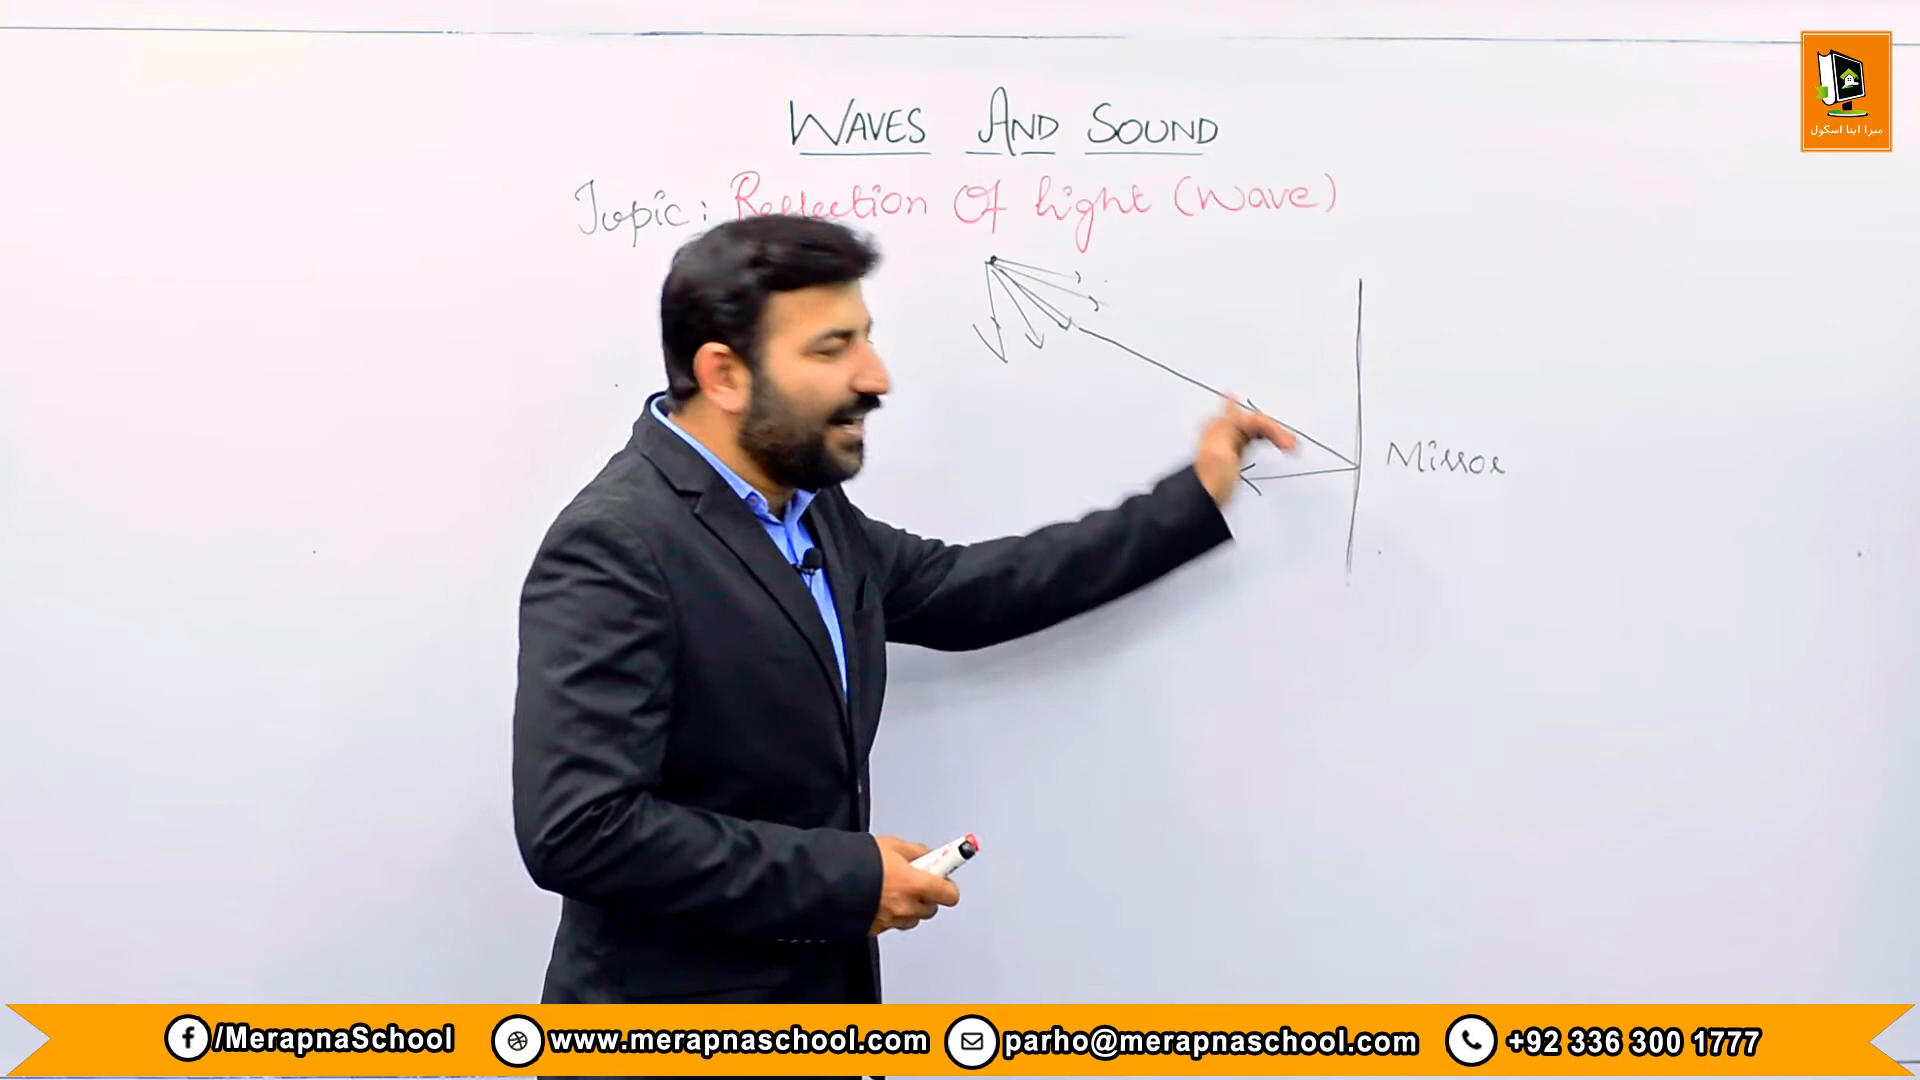 WAVES AND SOUND
میرا اپنا اسکول
Topic: Reflection Of Light (Wave)
Mirror
/MerapnaSchool www.merapnaschool.com parho@merapnaschool.com +92 336 300 1777